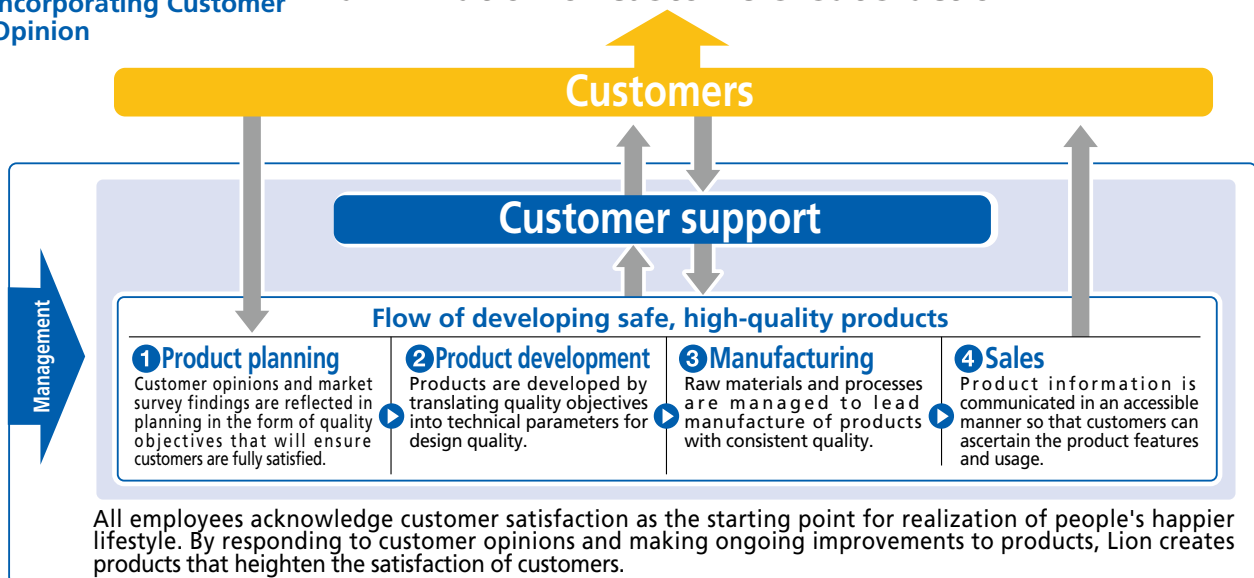 Incorporating Customer
Opinion
Customers
Customer support
Management
Flow of developing safe, high-quality products
1 Product planning
Customer opinions and market
survey findings are reflected in
planning in the form of quality
objectives that will ensure
customers are fully satisfied.
2 Product development
Products are developed by
translating quality objectives
into technical parameters for
design quality.
3 Manufacturing
Raw materials and processes
are managed to lead
manufacture of products
with consistent quality.
4 Sales
Product information is
communicated in an accessible
manner so that customers can
ascertain the product features
and usage.
All employees acknowledge customer satisfaction as the starting point for realization of people's happier
lifestyle. By responding to customer opinions and making ongoing improvements to products, Lion creates
products that heighten the satisfaction of customers.